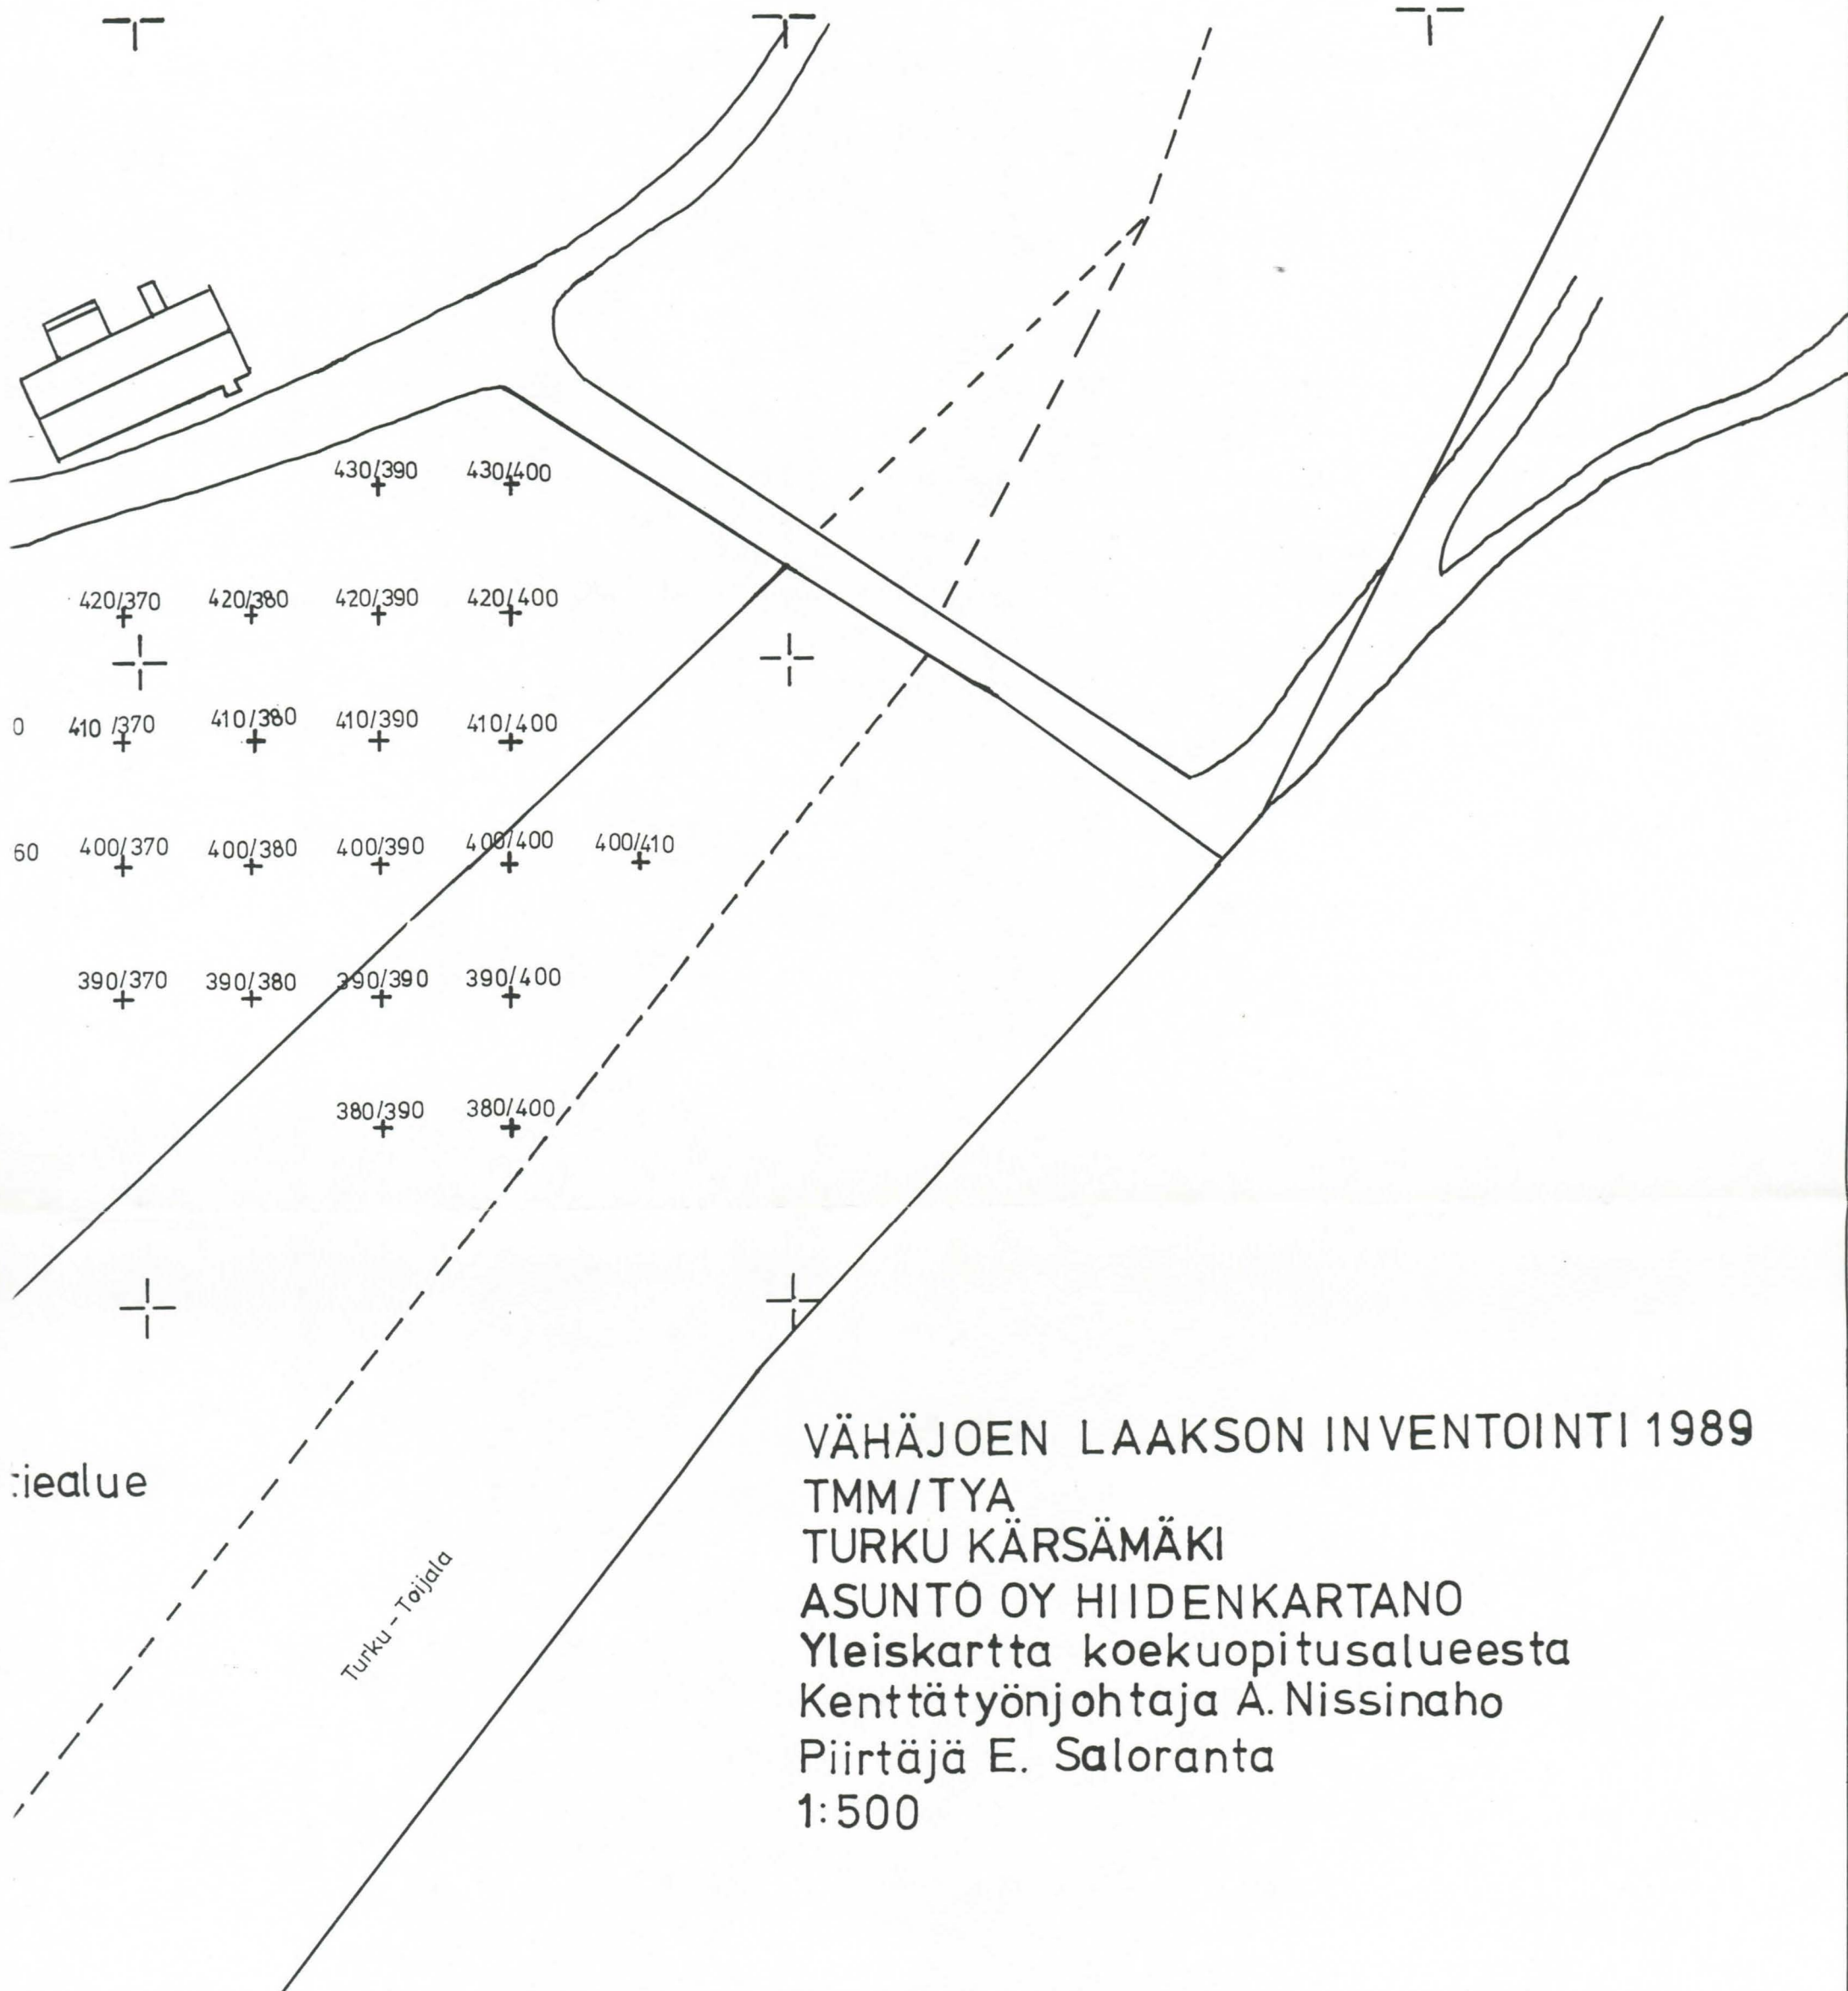 430/390 430/400
420/370 420/380 420/390 420/400
0 410/370 410/380 410/390 410/400
60 400/370 400/380 400/390 400/400 400/410
390/370 390/380 390/390 390/400
380/390 380/400
tiealue
Turku - Toijala
VÄHÄJOEN LAAKSON INVENTOINTI 1989
TMM/TYA
TURKU KÄRSÄMÄKI
ASUNTO OY HIIDENKARTANO
Yleiskartta koekuopitusalueesta
Kenttätyönjohtaja A. Nissinaho
Piirtäjä E. Saloranta
1:500